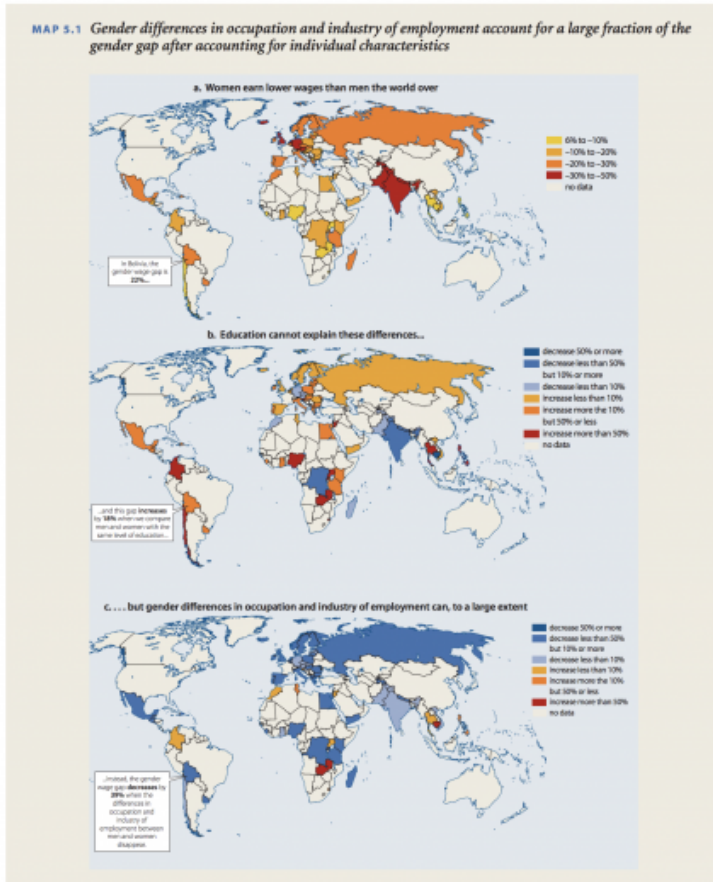 MAP 5.1 Gender differences in occupation and industry of employment account for a large fraction of the
gender gap after accounting for individual characteristics
a. Women earn lower wages than men the world over
6% to –10%
–10% to –20%
–20% to –30%
–30% to –50%
no data
In Bolivia, the
gender wage gap is
22%...
b. Education cannot explain these differences...
decrease 50% or more
decrease less than 50%
but 10% or more
decrease less than 10%
increase less than 10%
increase more the 10%
but 50% or less
increase more than 50%
no data
...and this gap increases
by 18% when we compare
men and women with the
same level of education...
c. . . . but gender differences in occupation and industry of employment can, to a large extent
decrease 50% or more
decrease less than 50%
but 10% or more
decrease less than 10%
increase less than 10%
increase more the 10%
but 50% or less
increase more than 50%
no data
...instead, the gender
wage gap decreases by
when the
differences in
occupation and
industry of
employment between
men and women
disappear.